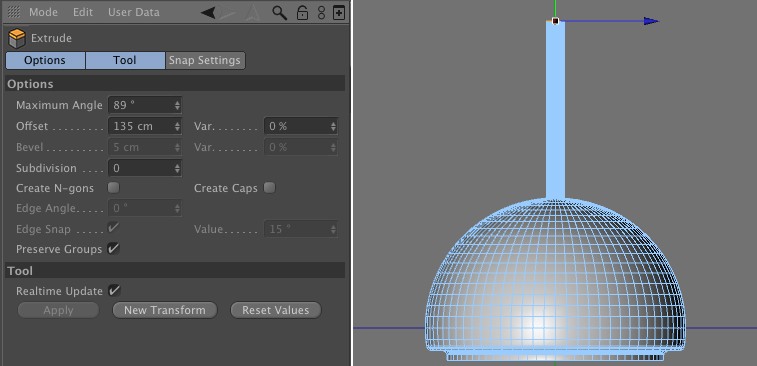 Mode Edit User Data
Extrude
Options Tool Snap Settings
Options
Maximum Angle 89 °
Offset . . . . . . . . . 135 cm Var. . . . . . . . 0 %
Bevel . . . . . . . . . . 5 cm Var. . . . . . . . 0 %
Subdivision . . . . 0
Create N-gons Create Caps
Edge Angle. . . . . 0 °
Edge Snap . . . . . Value. . . . . . 15 °
Preserve Groups
Tool
Realtime Update
Apply New Transform Reset Values